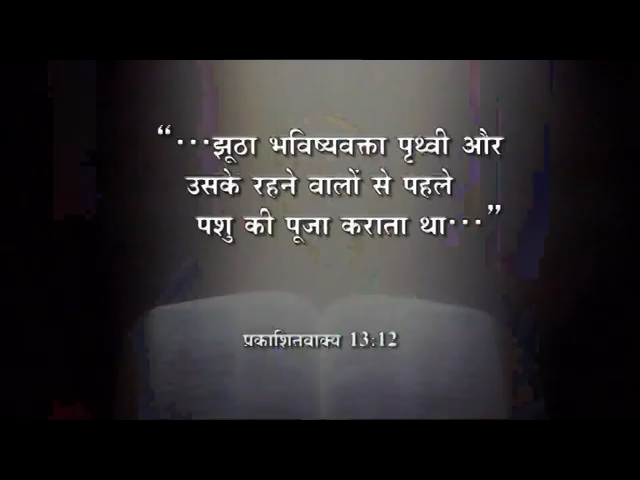 “···झूठा भविष्यवक्ता पृथ्वी और
उसके रहने वालों से पहले
पशु की पूजा कराता था···”
प्रकाशितवाक्य 13:12